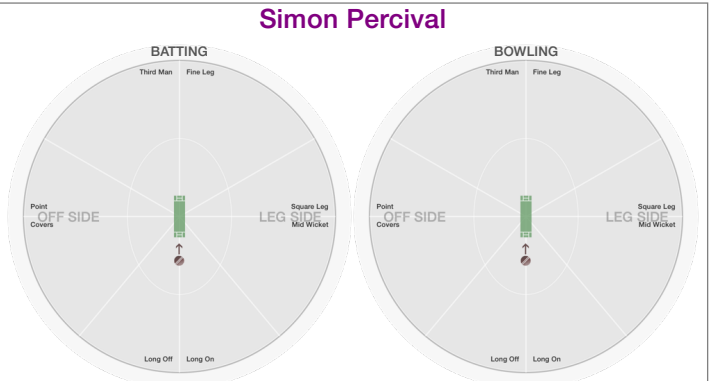 Simon Percival
BATTING
BOWLING
Third Man Fine Leg
Third Man Fine Leg
Point
OFF SIDE
Covers
Square Leg
LEG SIDE
Mid Wicket
Point
OFF SIDE
Covers
Square Leg
LEG SIDE
Mid Wicket
Long Off Long On
Long Off Long On